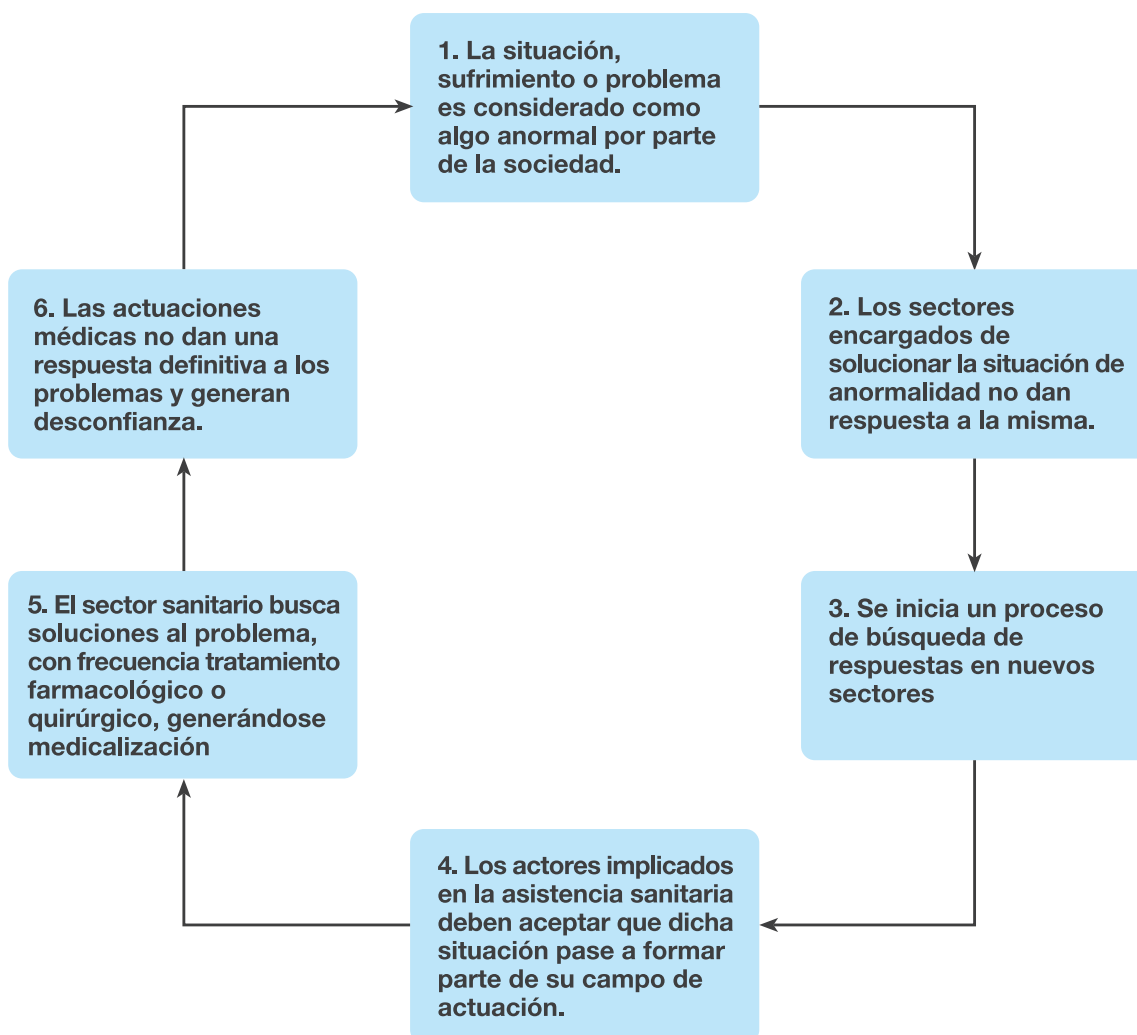 1. La situación,
sufrimiento o problema
es considerado como
algo anormal por parte
de la sociedad.
2. Los sectores
encargados de
solucionar la situación de
anormalidad no dan
respuesta a la misma.
3. Se inicia un proceso
de búsqueda de
respuestas en nuevos
sectores
4. Los actores implicados
en la asistencia sanitaria
deben aceptar que dicha
situación pase a formar
parte de su campo de
actuación.
5. El sector sanitario busca
soluciones al problema,
con frecuencia tratamiento
farmacológico o
quirúrgico, generándose
medicalización
6. Las actuaciones
médicas no dan una
respuesta definitiva a los
problemas y generan
desconfianza.